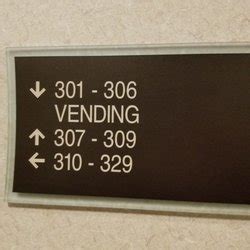 ↓ 301 - 306
VENDING
↑ 307 - 309
← 310 - 329